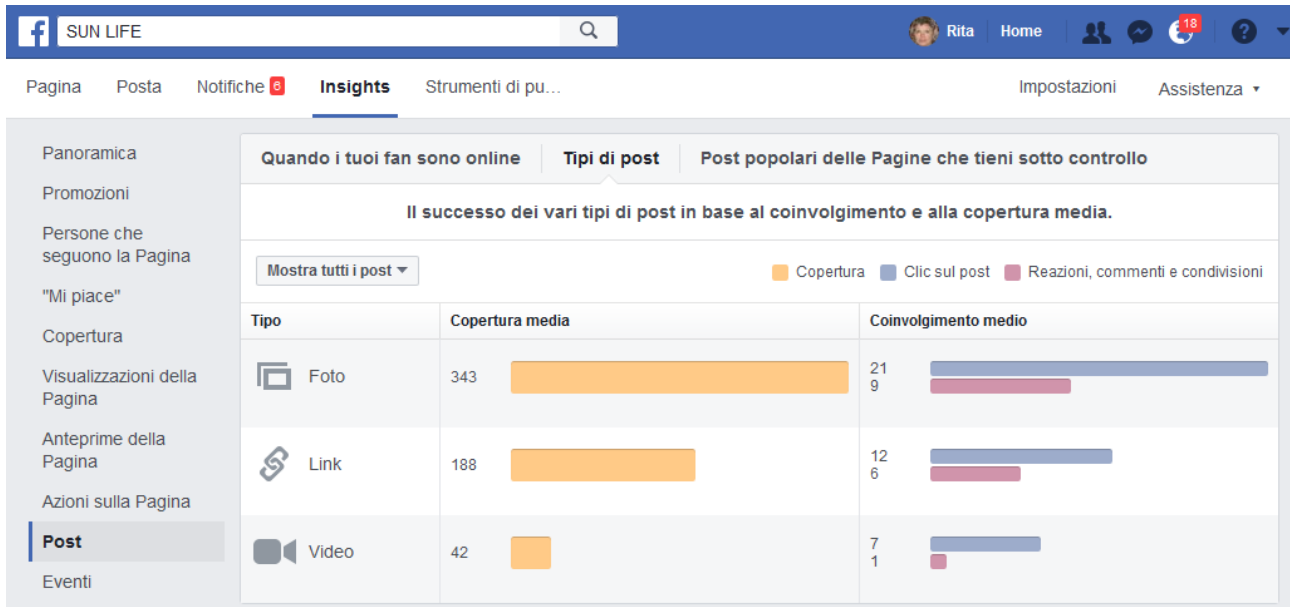 f SUN LIFE Rita Home 18 ?
Pagina Posta Notifiche 6 Insights Strumenti di pu... Impostazioni Assistenza
Panoramica
Promozioni
Persone che
seguono la Pagina
"Mi piace"
Copertura
Visualizzazioni della
Pagina
Anteprime della
Pagina
Azioni sulla Pagina
Post
Eventi
Quando i tuoi fan sono online Tipi di post Post popolari delle Pagine che tieni sotto controllo
Il successo dei vari tipi di post in base al coinvolgimento e alla copertura media.
Mostra tutti i post Copertura Clic sul post Reazioni, commenti e condivisioni
Tipo Copertura media Coinvolgimento medio
Foto 343 21
9
Link 188 12
6
Video 42 7
1